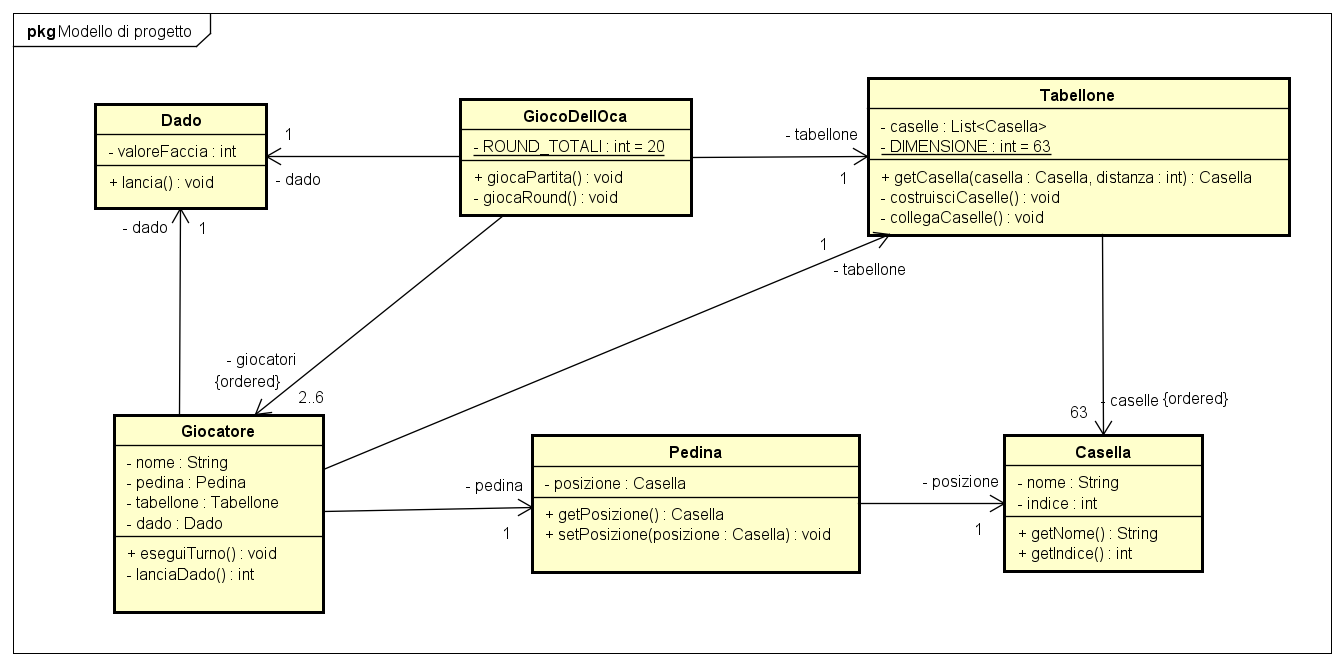 pkg Modello di progetto
Dado
- valoreFaccia : int
+ lancia() : void
1
- dado
GiocoDellOca
- ROUND_TOTALI : int = 20
+ giocaPartita() : void
- giocaRound() : void
- tabellone
1
Tabellone
- caselle : List<Casella>
- DIMENSIONE : int = 63
+ getCasella(casella : Casella, distanza : int) : Casella
- costruisciCaselle() : void
- collegaCaselle() : void
- dado
1
1
- tabellone
- giocatori
{ordered}
2..6
- caselle {ordered}
63
Giocatore
- nome : String
- pedina : Pedina
- tabellone : Tabellone
- dado : Dado
+ eseguiTurno() : void
- lanciaDado() : int
- pedina
1
Pedina
- posizione : Casella
+ getPosizione() : Casella
+ setPosizione(posizione : Casella) : void
- posizione
1
Casella
- nome : String
- indice : int
+ getNome() : String
+ getIndice() : int